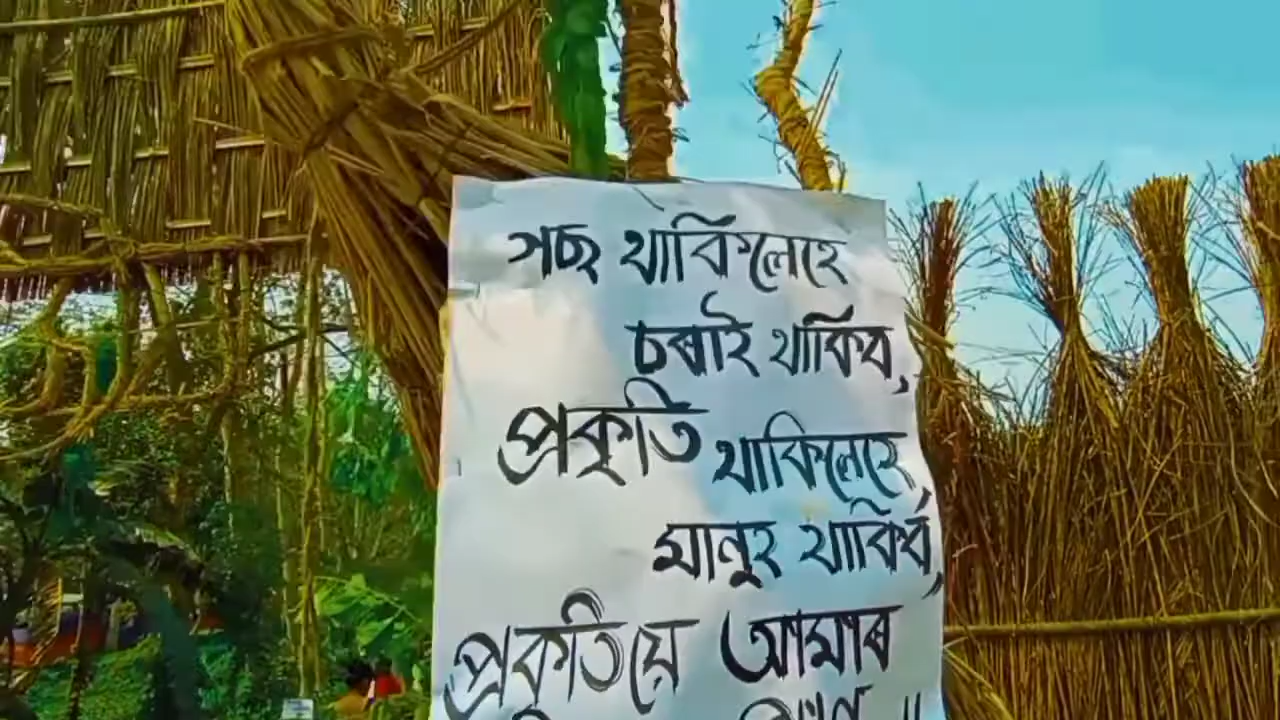 গছ থাকিলেহে
চৰাই থাকিব,
প্ৰকৃতি থাকিলেহে,
মানুহ থাকিব,
প্ৰকৃতিয়ে আমাৰ
॥